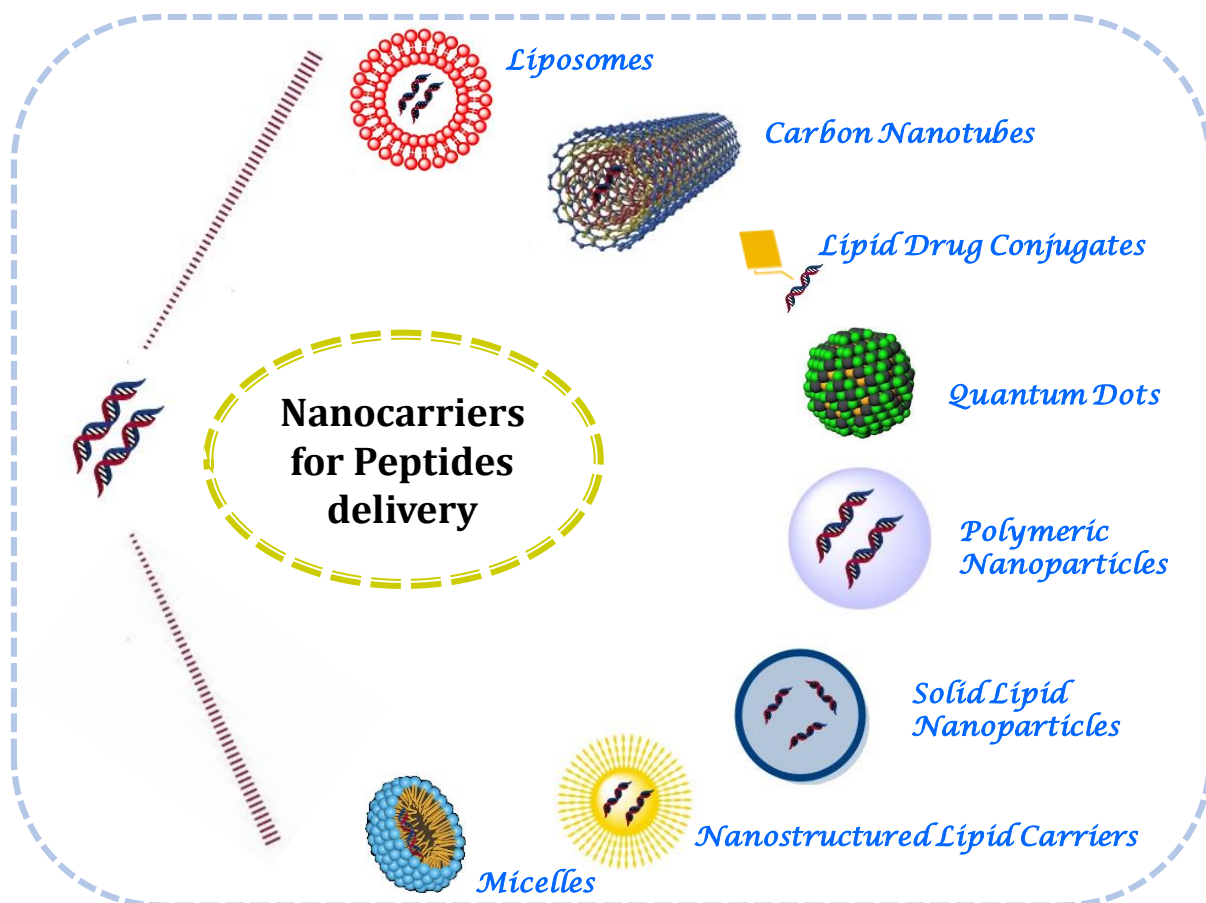 Liposomes
Carbon Nanotubes
Lipid Drug Conjugates
Quantum Dots
Nanocarriers
for Peptides
delivery
Polymeric
Nanoparticles
Solid Lipid
Nanoparticles
Nanostructured Lipid Carriers
Micelles